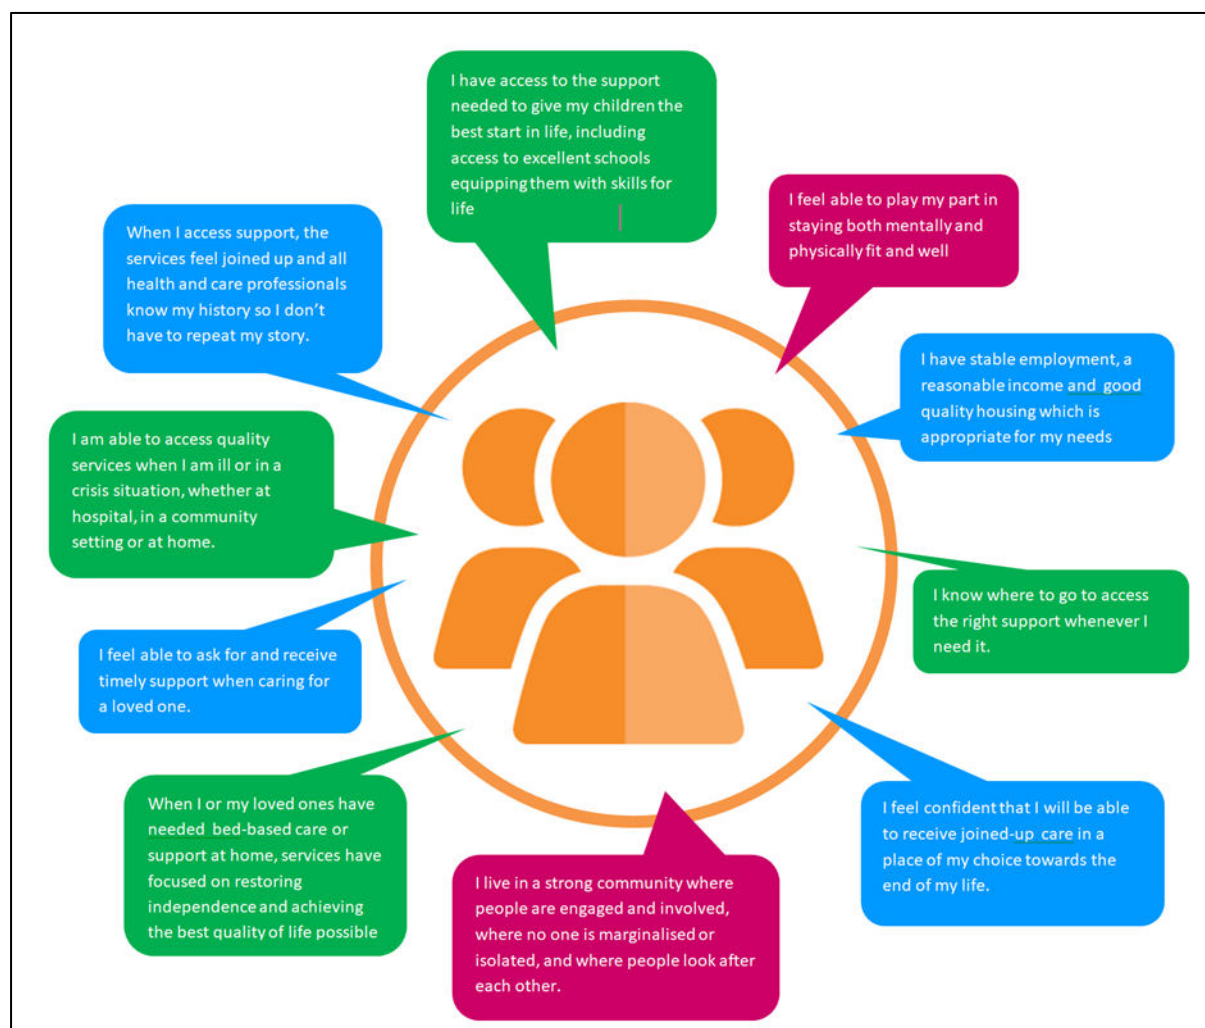 I have access to the support
needed to give my children the
best start in life, including
access to excellent schools
equipping them with skills for
life
I feel able to play my part in
staying both mentally and
physically fit and well
When I access support, the
services feel joined up and all
health and care professionals
know my history so I don't
have to repeat my story.
I have stable employment, a
reasonable income and good
quality housing which is
appropriate for my needs
I am able to access quality
services when I am ill or in a
crisis situation, whether at
hospital, in a community
setting or at home.
I know where to go to access
the right support whenever I
need it.
I feel able to ask for and receive
timely support when caring for
a loved one.
When I or my loved ones have
needed bed-based care or
support at home, services have
focused on restoring
independence and achieving
the best quality of life possible
I feel confident that I will be able
to receive joined-up care in a
place of my choice towards the
end of my life.
I live in a strong community where
people are engaged and involved,
where no one is marginalised or
isolated, and where people look after
each other.